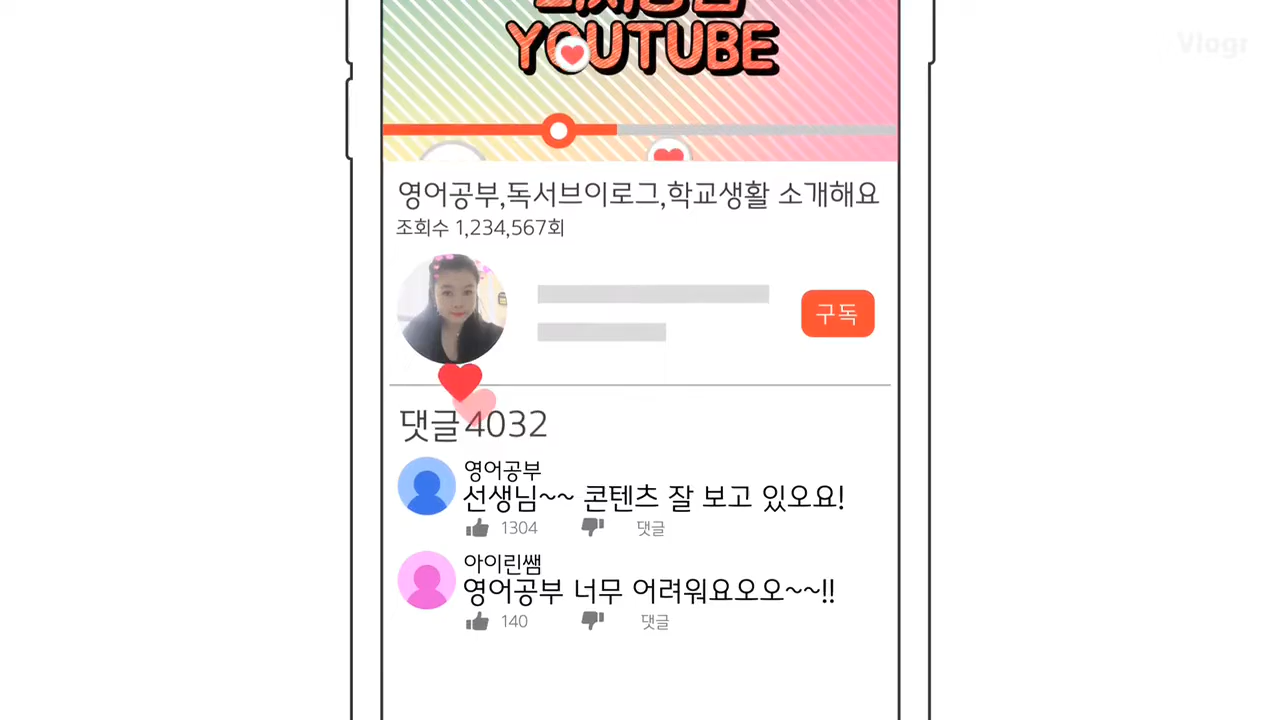 YOUTUBE
영어공부,독서브이로그,학교생활 소개해요
조회수 1,234,567회
구독
댓글4032
영어공부
선생님~~ 콘텐츠 잘 보고 있오요!
1304 댓글
아이린쌤
영어공부 너무 어려워요오오~~!!
140 댓글